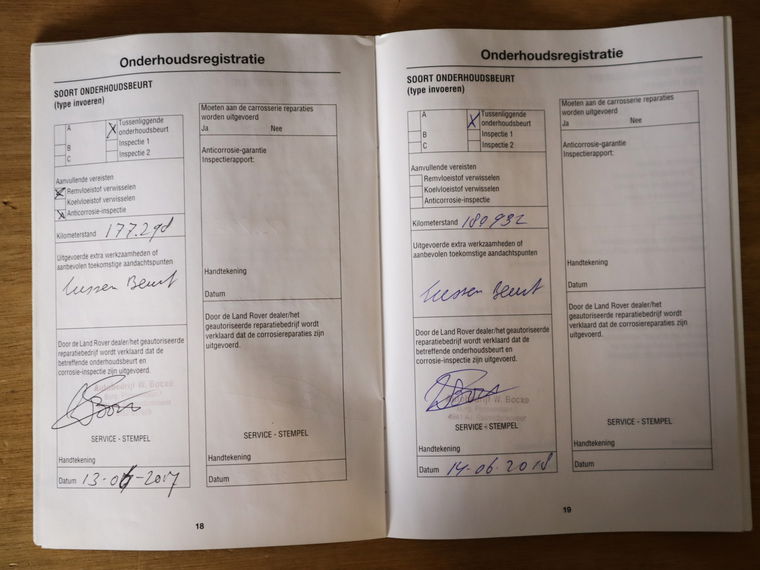 Onderhoudsregistratie
SOORT ONDERHOUDSBEURT
(type invoeren)
A
B
C
X Tussenliggende
onderhoudsbeurt
Inspectie 1
Inspectie 2
Aanvullende vereisten
X Remvloeistof verwisselen
Koelvloeistof verwisselen
X Anticorrosie-inspectie
Kilometerstand 177.298
Uitgevoerde extra werkzaamheden of
aanbevolen toekomstige aandachtspunten
Tussen Beurt
Door de Land Rover dealer/het geautoriseerde
reparatiebedrijf wordt verklaard dat de
betreffende onderhoudsbeurt en
corrosie-inspectie zijn uitgevoerd.
Autobedrijf W. Bocke
SERVICE - STEMPEL
Handtekening
Datum 13-04-2017
Moeten aan de carrosserie reparaties
worden uitgevoerd
Ja Nee
Anticorrosie-garantie
Inspectierapport:
Handtekening
Datum
Door de Land Rover dealer/het
geautoriseerde reparatiebedrijf wordt
verklaard dat de corrosiereparaties zijn
uitgevoerd.
SERVICE - STEMPEL
Handtekening
Datum
18
Onderhoudsregistratie
SOORT ONDERHOUDSBEURT
(type invoeren)
A
B
C
X Tussenliggende
onderhoudsbeurt
Inspectie 1
Inspectie 2
Aanvullende vereisten
Remvloeistof verwisselen
Koelvloeistof verwisselen
Anticorrosie-inspectie
Kilometerstand 180932
Uitgevoerde extra werkzaamheden of
aanbevolen toekomstige aandachtspunten
Tussen Beurt
Door de Land Rover dealer/het geautoriseerde
reparatiebedrijf wordt verklaard dat de
betreffende onderhoudsbeurt en
corrosie-inspectie zijn uitgevoerd.
W. Bocke
SERVICE - STEMPEL
Handtekening
Datum 14-06-2018
Moeten aan de carrosserie reparaties
worden uitgevoerd
Ja Nee
Anticorrosie-garantie
Inspectierapport:
Handtekening
Datum
Door de Land Rover dealer/het
geautoriseerde reparatiebedrijf wordt
verklaard dat de corrosiereparaties zijn
uitgevoerd.
SERVICE - STEMPEL
Handtekening
Datum
19